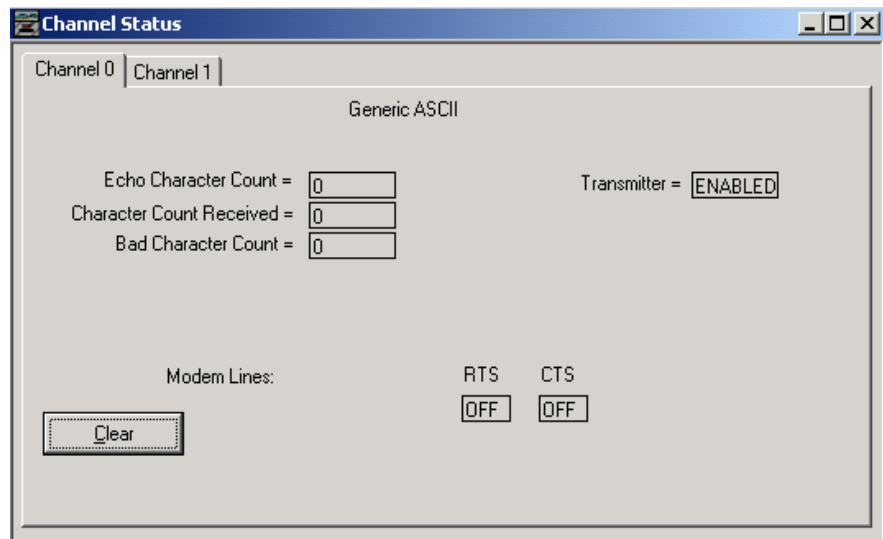 Channel Status
Channel 0 Channel 1
Generic ASCII
Echo Character Count = 0 Transmitter = ENABLED
Character Count Received = 0
Bad Character Count = 0
Modem Lines: RTS CTS
OFF OFF
Clear